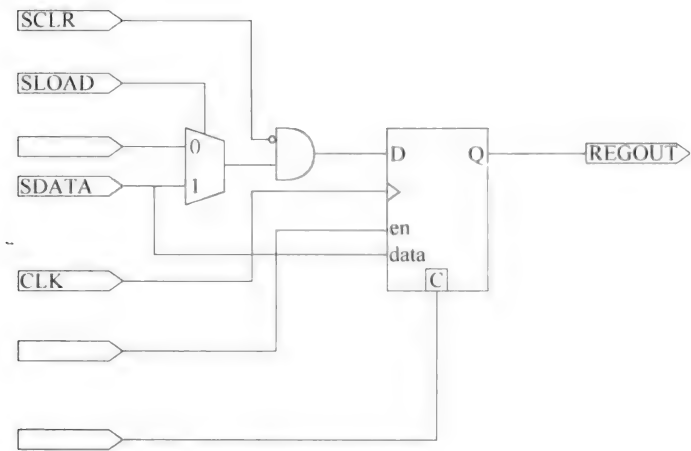 SCLR
SLOAD
0
SDATA
1
D
Q
REGOUT
en
data
CLK
C